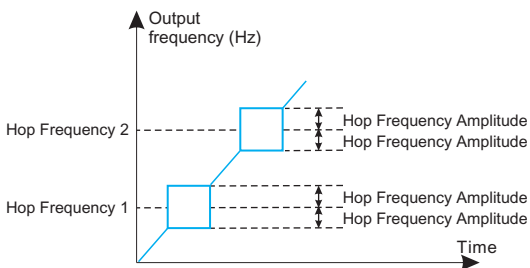 Output
frequency (Hz)
Hop Frequency 2
Hop Frequency Amplitude
Hop Frequency Amplitude
Hop Frequency 1
Hop Frequency Amplitude
Hop Frequency Amplitude
Time